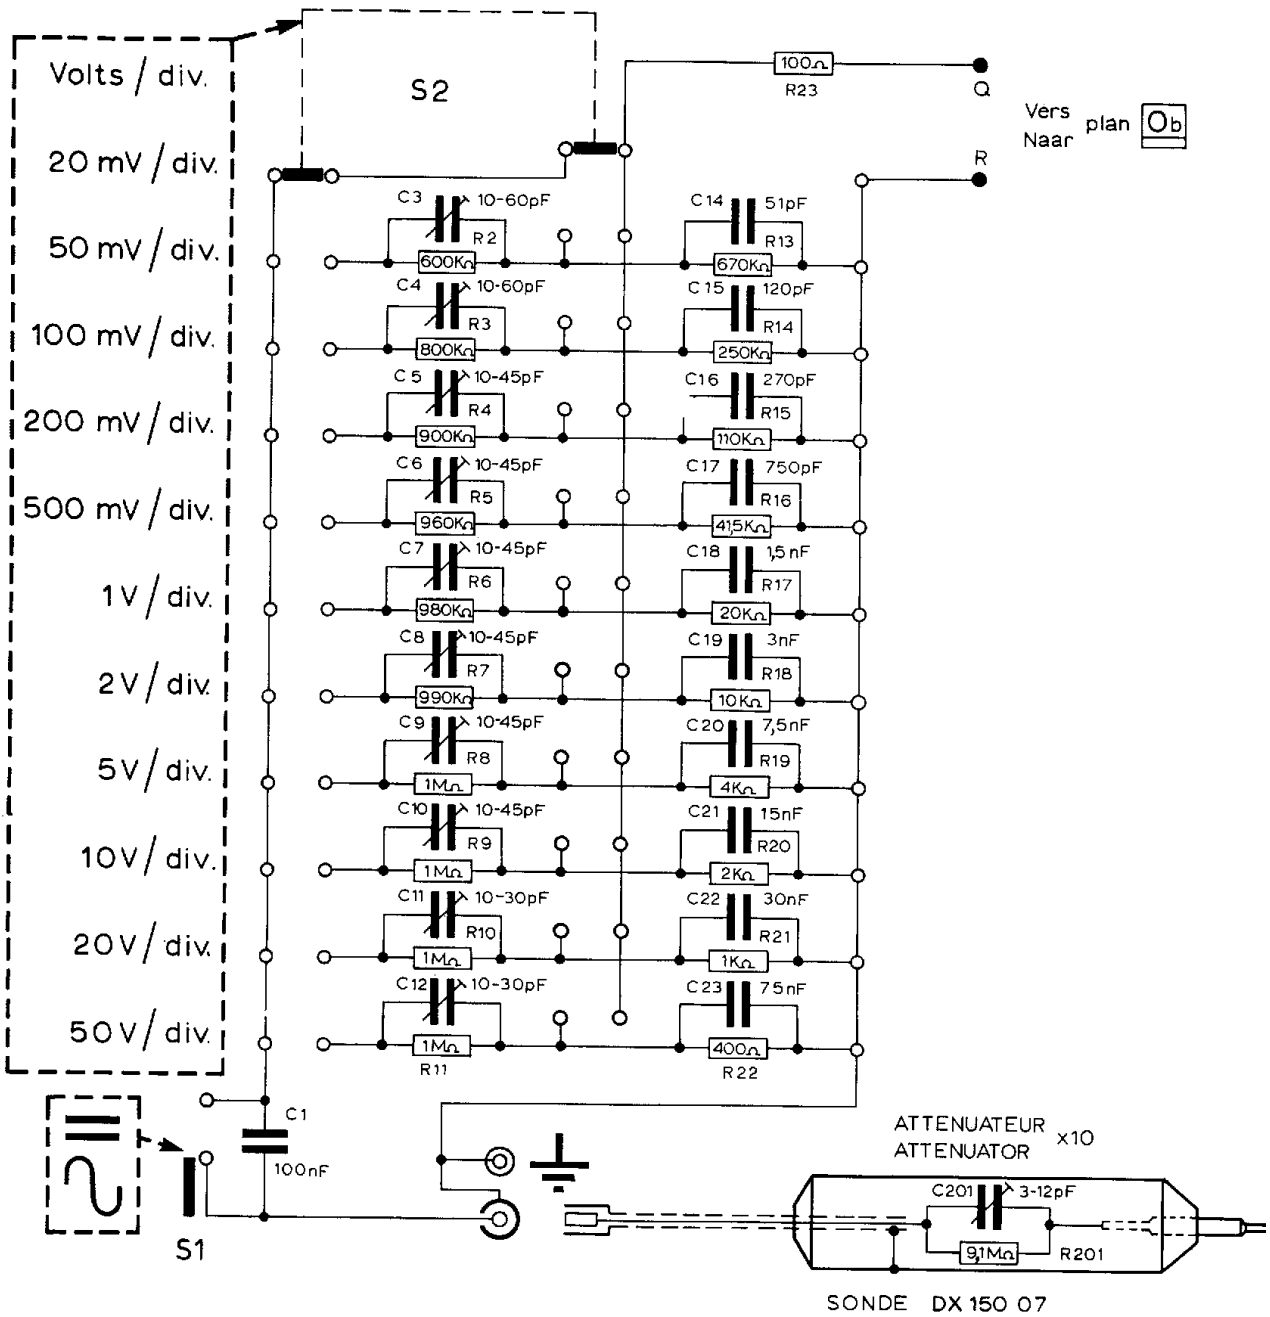 Volts / div.
20 mV / div.
50 mV / div.
100 mV / div.
200 mV / div.
500 mV / div.
1V / div.
2V / div.
5V / div.
10V / div.
20V / div.
50V / div.
S2
100Ω
R23
Q
R
Vers
Naar
plan
Ob
C3 10-60pF
R2
600KΩ
C14 51pF
R13
670KΩ
C4 10-60pF
R3
800KΩ
C15 120pF
R14
250KΩ
C5 10-45pF
R4
900KΩ
C16 270pF
R15
110KΩ
C6 10-45pF
R5
960KΩ
C17 750pF
R16
41,5KΩ
C7 10-45pF
R6
980KΩ
C18 1,5nF
R17
20KΩ
C8 10-45pF
R7
990KΩ
C19 3nF
R18
10KΩ
C9 10-45pF
R8
1MΩ
C20 7,5nF
R19
4KΩ
C10 10-45pF
R9
1MΩ
C21 15nF
R20
2KΩ
C11 10-30pF
R10
1MΩ
C22 30nF
R21
1KΩ
C12 10-30pF
1MΩ
R11
C23 75nF
400Ω
R22
C1
100nF
S1
ATTENUATEUR
ATTENUATOR
x10
C201 3-12pF
9,1MΩ
R201
SONDE DX 150 07